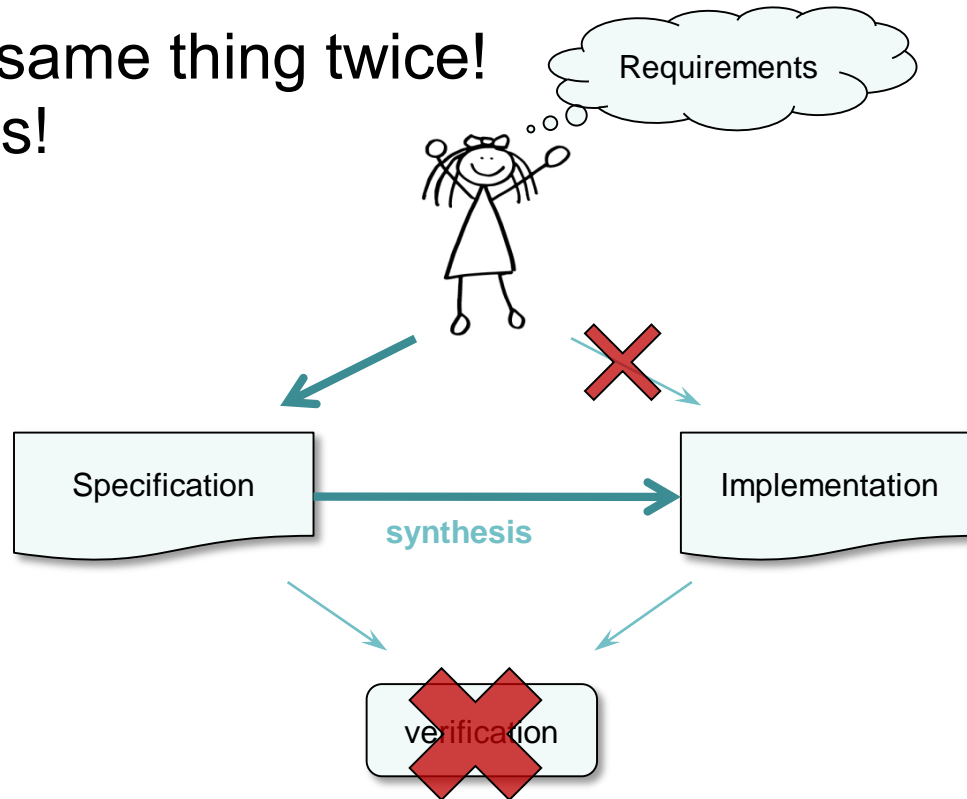 same thing twice!
s!
Requirements
Specification
Implementation
synthesis
verification